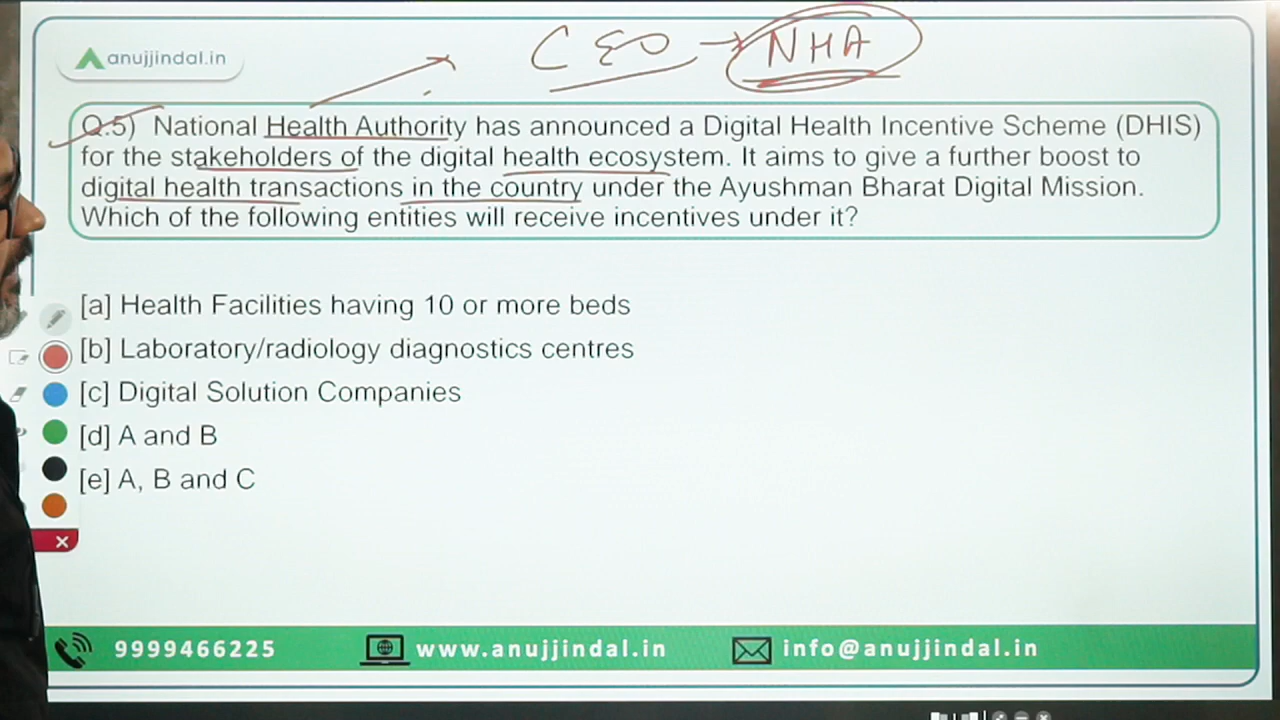 CEO → NHA
anujjindal.in
Q.5) National Health Authority has announced a Digital Health Incentive Scheme (DHIS)
for the stakeholders of the digital health ecosystem. It aims to give a further boost to
digital health transactions in the country under the Ayushman Bharat Digital Mission.
Which of the following entities will receive incentives under it?
[a] Health Facilities having 10 or more beds
[b] Laboratory/radiology diagnostics centres
[c] Digital Solution Companies
[d] A and B
[e] A, B and C
9999466225 www.anujjindal.in info@anujjindal.in